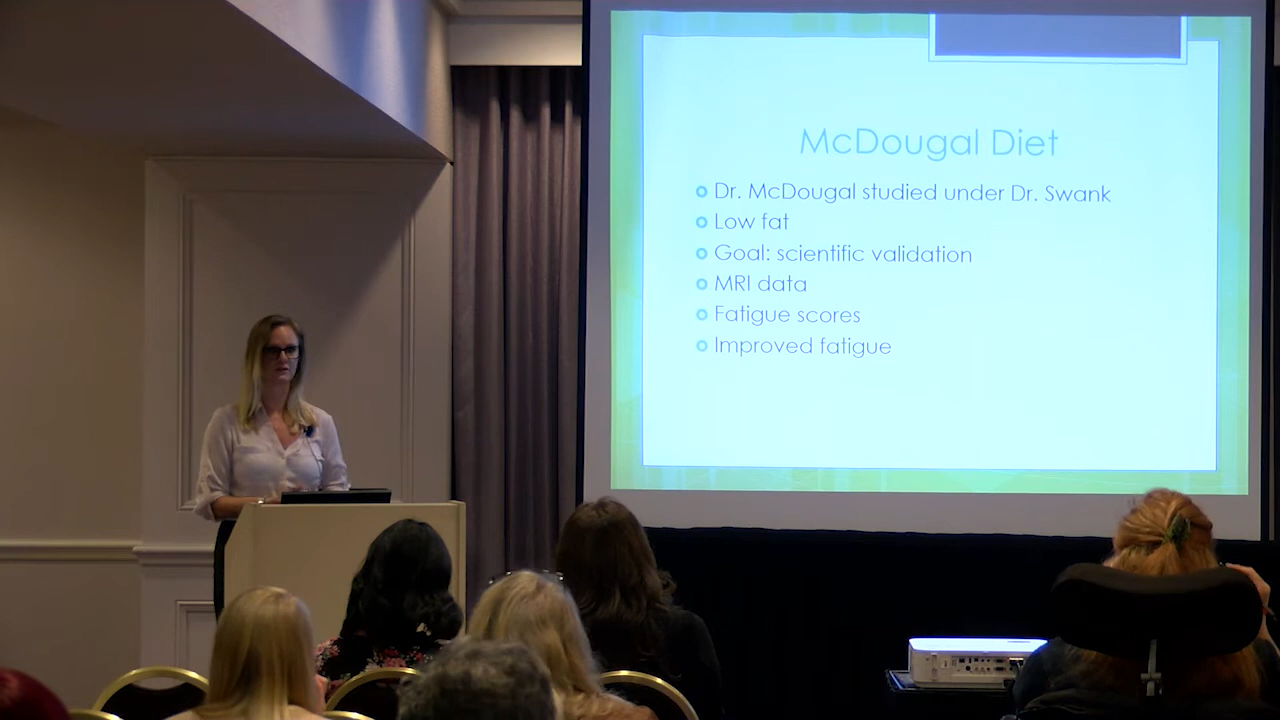 McDougal Diet
Dr. McDougal studied under Dr. Swank
Low fat
Goal: scientific validation
MRI data
Fatigue scores
Improved fatigue